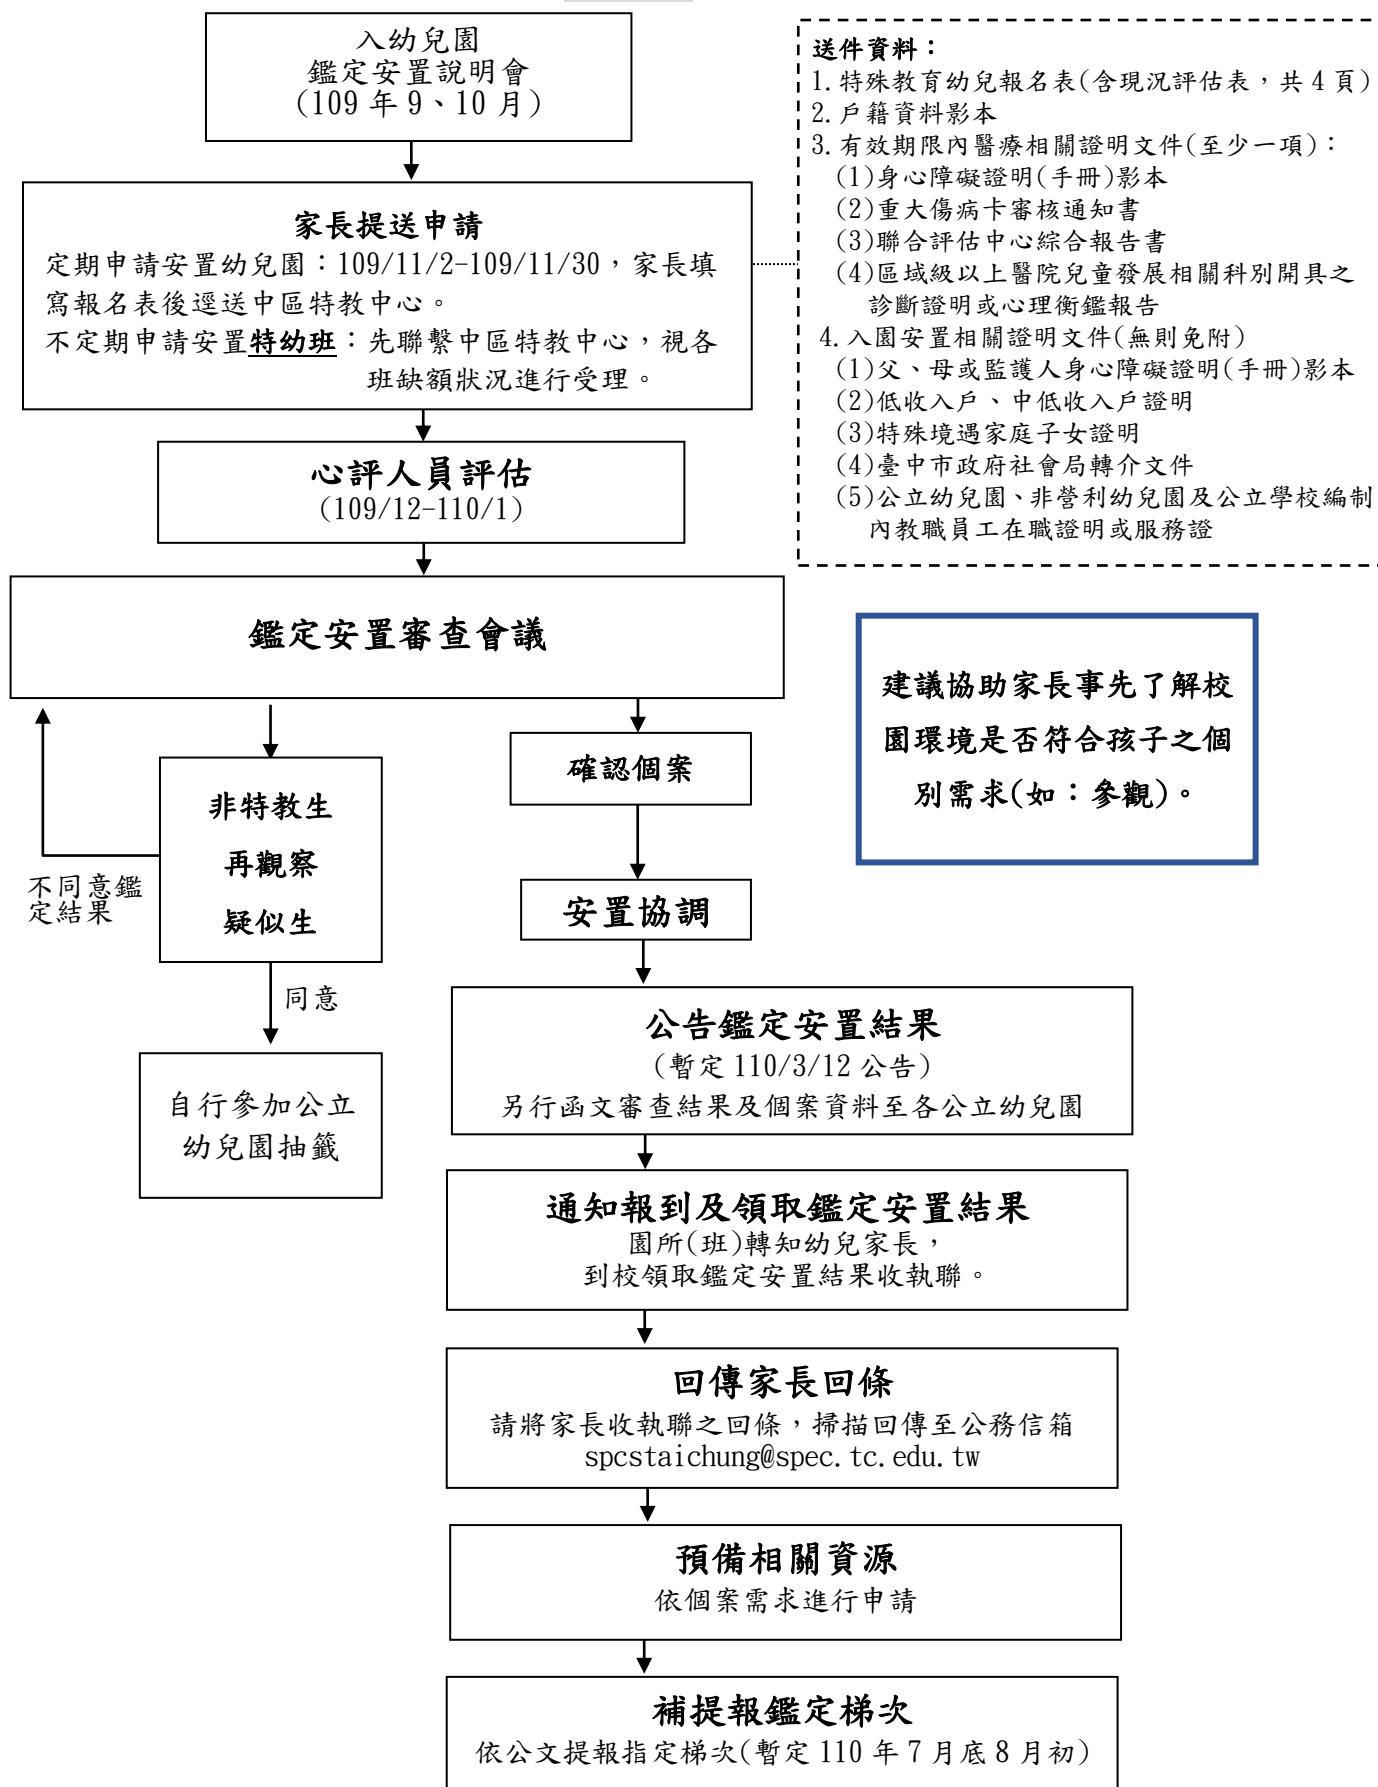 入幼兒園
鑑定安置說明會
(109 年 9、10 月)
家長提送申請
定期申請安置幼兒園：109/11/2-109/11/30，家長填
寫報名表後逕送中區特教中心。
不定期申請安置特幼班：先聯繫中區特教中心，視各
班缺額狀況進行受理。
送件資料：
1.特殊教育幼兒報名表(含現況評估表，共 4 頁)
2.戶籍資料影本
3.有效期限內醫療相關證明文件(至少一項)：
(1)身心障礙證明(手冊)影本
(2)重大傷病卡審核通知書
(3)聯合評估中心綜合報告書
(4)區域級以上醫院兒童發展相關科別開具之
診斷證明或心理衡鑑報告
4.入園安置相關證明文件(無則免附)
(1)父、母或監護人身心障礙證明(手冊)影本
(2)低收入戶、中低收入戶證明
(3)特殊境遇家庭子女證明
(4)臺中市政府社會局轉介文件
(5)公立幼兒園、非營利幼兒園及公立學校編制
內教職員工在職證明或服務證
心評人員評估
(109/12-110/1)
鑑定安置審查會議
建議協助家長事先了解校
園環境是否符合孩子之個
別需求(如：參觀)。
非特教生
再觀察
疑似生
不同意鑑
定結果
同意
自行參加公立
幼兒園抽籤
確認個案
安置協調
公告鑑定安置結果
(暫定 110/3/12 公告)
另行函文審查結果及個案資料至各公立幼兒園
通知報到及領取鑑定安置結果
園所(班)轉知幼兒家長，
到校領取鑑定安置結果收執聯。
回傳家長回條
請將家長收執聯之回條，掃描回傳至公務信箱
spcstaichung@spec.tc.edu.tw
預備相關資源
依個案需求進行申請
補提報鑑定梯次
依公文提報指定梯次(暫定 110 年 7 月底 8 月初)